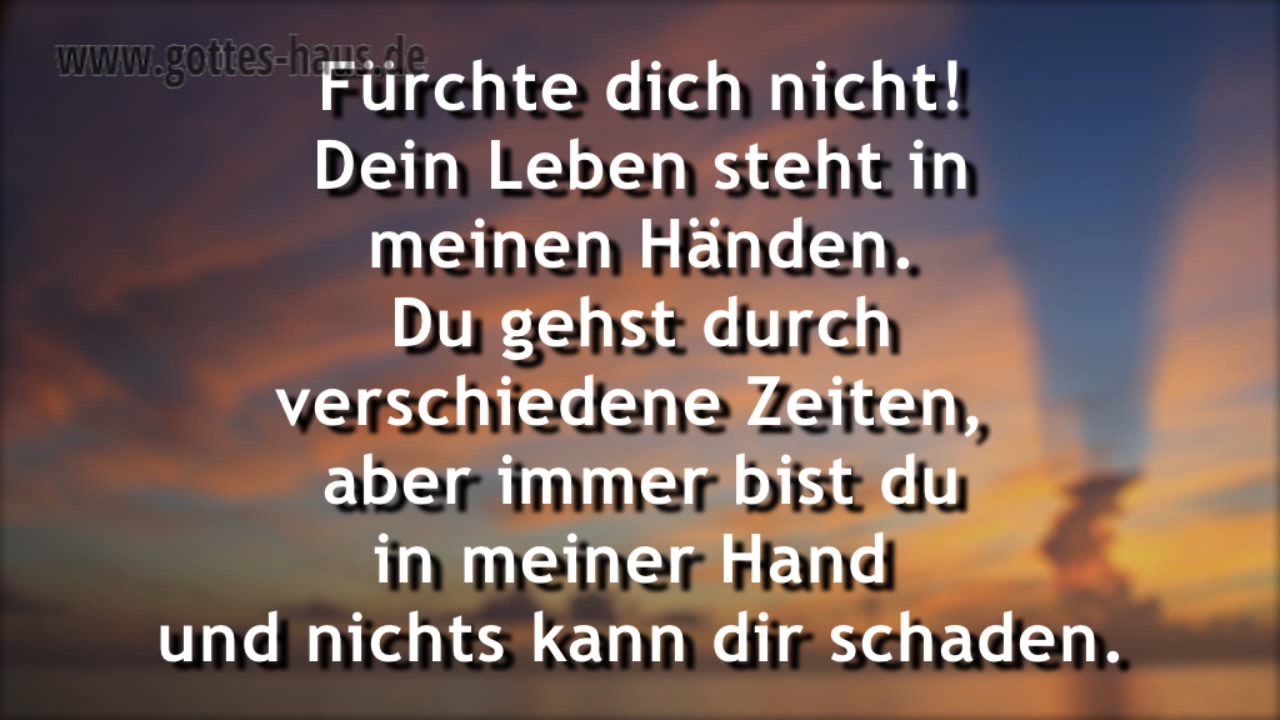 www.gottes-haus.de
Fürchte dich nicht!
Dein Leben steht in
meinen Händen.
Du gehst durch
verschiedene Zeiten,
aber immer bist du
in meiner Hand
und nichts kann dir schaden.